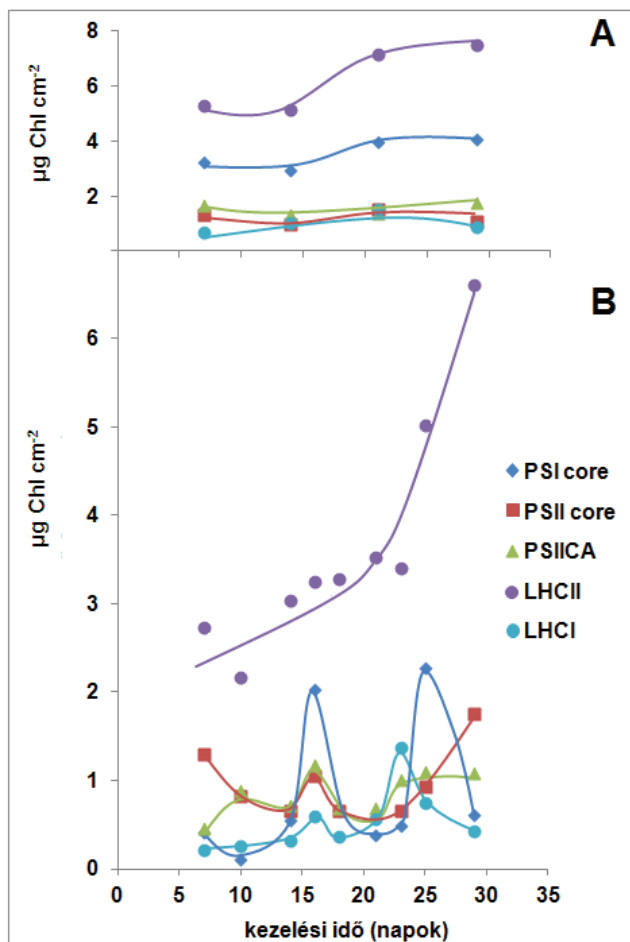 A
8
6
4
2
µg Chl cm-2
B
6
5
4
3
2
1
0
µg Chl cm-2
PSI core
PSII core
PSIICA
LHCII
LHCI
0 5 10 15 20 25 30 35
kezelési idő (napok)